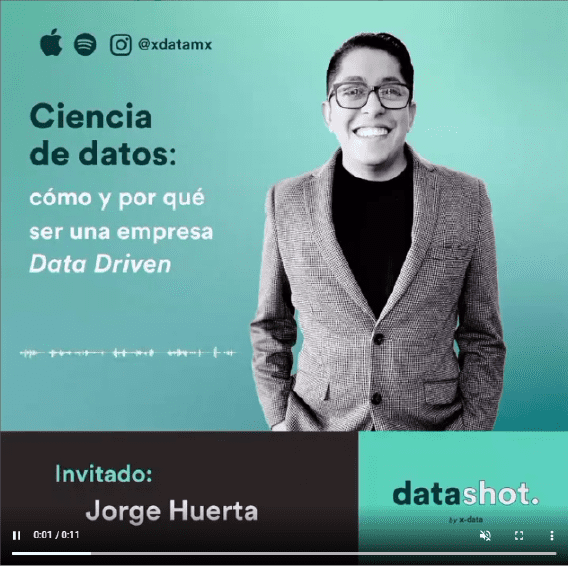 @xdatamx
Ciencia
de datos:
cómo y por qué
ser una empresa
Data Driven
Invitado:
Jorge Huerta
datashot.
by x-data
0:01 / 0:11